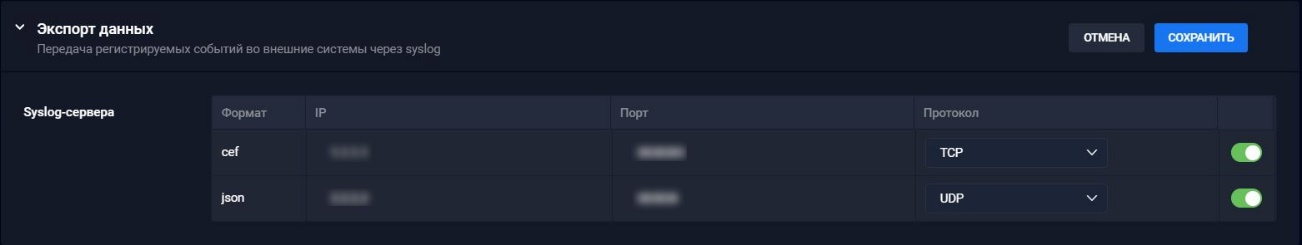 Экспорт данных
Передача регистрируемых событий во внешние системы через syslog
ОТМЕНА
СОХРАНИТЬ
Syslog-сервера
Формат IP Порт Протокол
cef TCP
json UDP